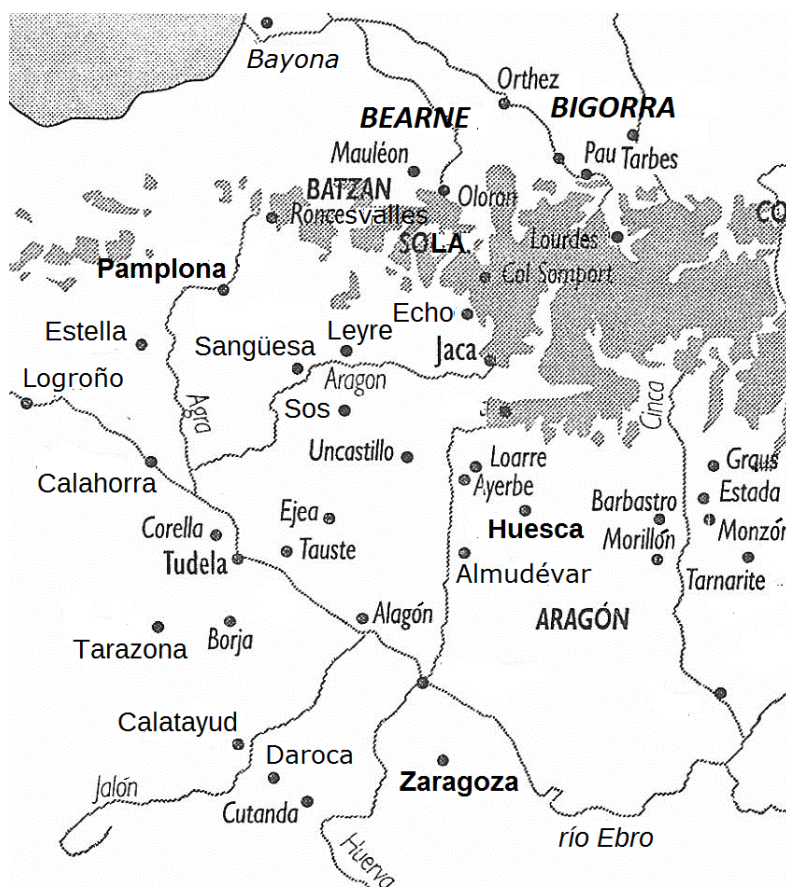 Bayona
Orthez
BEARNE
BIGORRA
Mauléon
Pau
Tarbes
BATZAN
Oloron
CO
Roncesvalles
SOLA.
Lourdes
Pamplona
Col Somport
Echo
Estella
Leyre
Sangüesa
Jaca
Logroño
Aragon
Agra
Cinca
Sos
Uncastillo
Loarre
Graus
Calahorra
Ayerbe
Estada
Ejea
Barbastro
Corella
Huesca
Monzón
Tauste
Morillón
Tudela
Almudévar
Tarnarite
Alagón
ARAGÓN
Tarazona
Borja
Calatayud
Daroca
Jalón
Zaragoza
Cutanda
río Ebro
Huerva